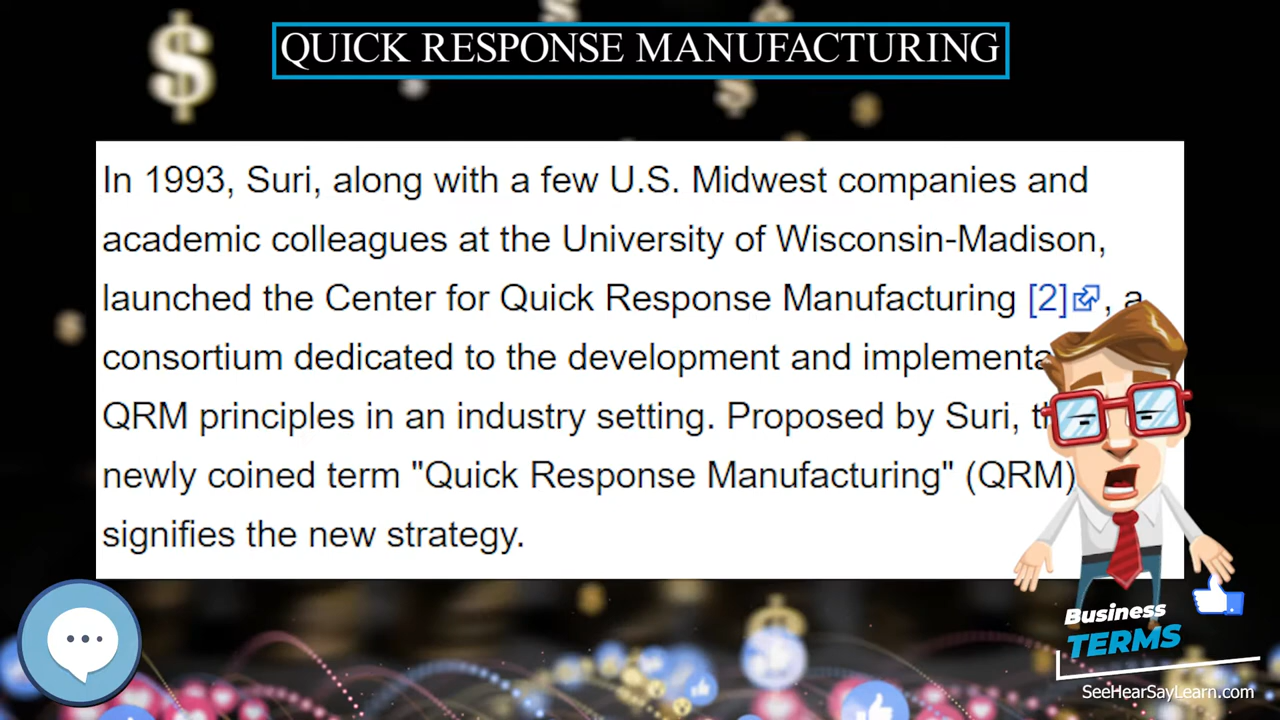 QUICK RESPONSE MANUFACTURING
In 1993, Suri, along with a few U.S. Midwest companies and
academic colleagues at the University of Wisconsin-Madison,
launched the Center for Quick Response Manufacturing [2], a
consortium dedicated to the development and
QRM principles in an industry setting. Proposed by Suri,
newly coined term "Quick Response Manufacturing" (QRM)
signifies the new strategy.
Business
TERMS
SeeHearSayLearn.com